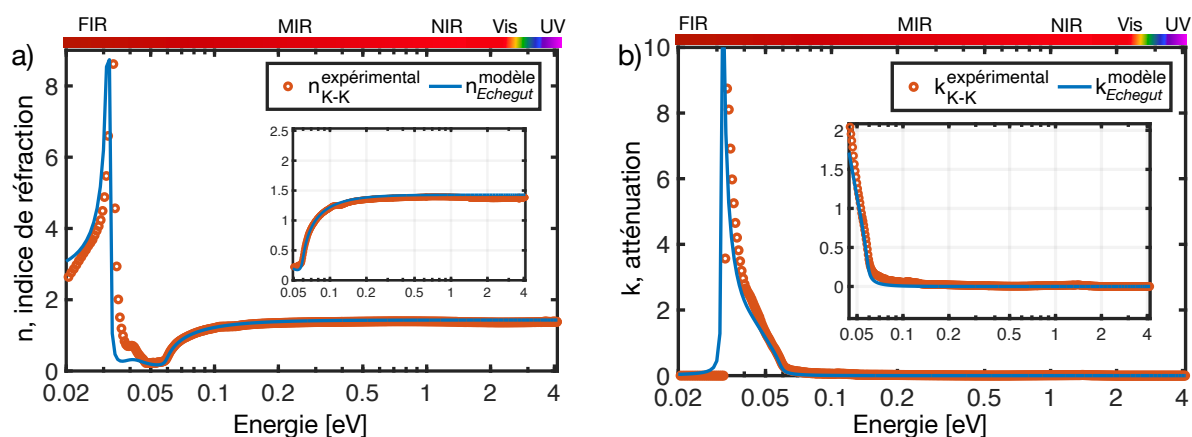 FIR MIR NIR Vis UV
a)
n K-K expérimental n Echegut modèle
n, indice de réfraction
8
6
4
2
0
2.5
2
1.5
1
0.5
0
0.05 0.1 0.2 0.5 1 2 4
0.02 0.05 0.1 0.2 0.5 1 2 4
Energie [eV]
FIR MIR NIR Vis UV
b)
k K-K expérimental k Echegut modèle
k, atténuation
10
8
6
4
2
0
2
1.5
1
0.5
0
0.05 0.1 0.2 0.5 1 2 4
0.02 0.05 0.1 0.2 0.5 1 2 4
Energie [eV]